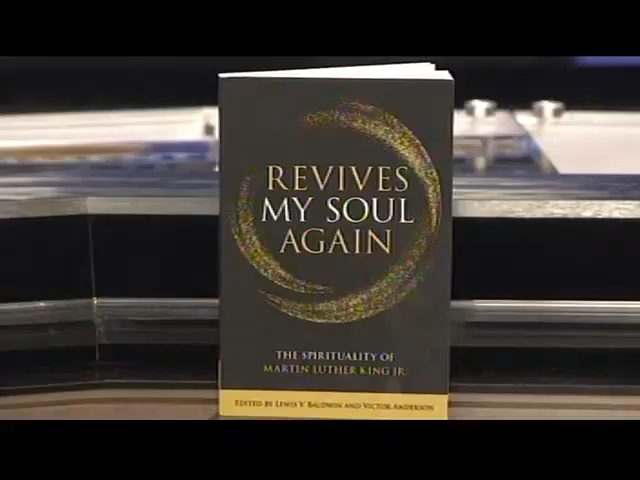 REVIVES
MY SOUL
AGAIN
THE SPIRITUALITY OF
MARTIN LUTHER KING JR.
EDITED BY LEWIS V. BALDWIN AND VICTOR ANDERSON